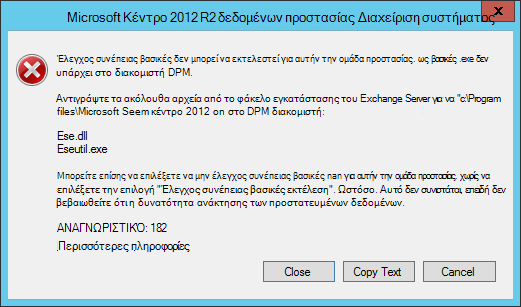 Microsoft Κέντρο 2012 R2 δεδομένων προστασίας Διαχείριση συστήματος
x
Έλεγχος συνέπειας βασικές δεν μπορεί να εκτελεστεί για αυτήν την ομάδα προστασίας. ως βασικές .exe δεν
υπάρχει στο διακομιστή DPM.
Αντιγράψτε τα ακόλουθα αρχεία από το φάκελο εγκατάστασης του Exchange Server για να "c:\Program
files\Microsoft Seem κέντρο 2012 on στο DPM διακομιστή:
Ese.dll
Eseutil.exe
Μπορείτε επίσης να επιλέξετε να μην έλεγχος συνέπειας βασικές nan για αυτήν την ομάδα προστασίας, χωρίς να
επιλέξετε την επιλογή "Έλεγχος συνέπειας βασικές εκτέλεση". Ωστόσο. Αυτό δεν συνιστάται, επειδή δεν
βεβαιωθείτε ότι η δυνατότητα ανάκτησης των προστατευμένων δεδομένων.
ΑΝΑΓΝΩΡΙΣΤΙΚΌ: 182
.Περισσότερες πληροφορίες
Close
Copy Text
Cancel